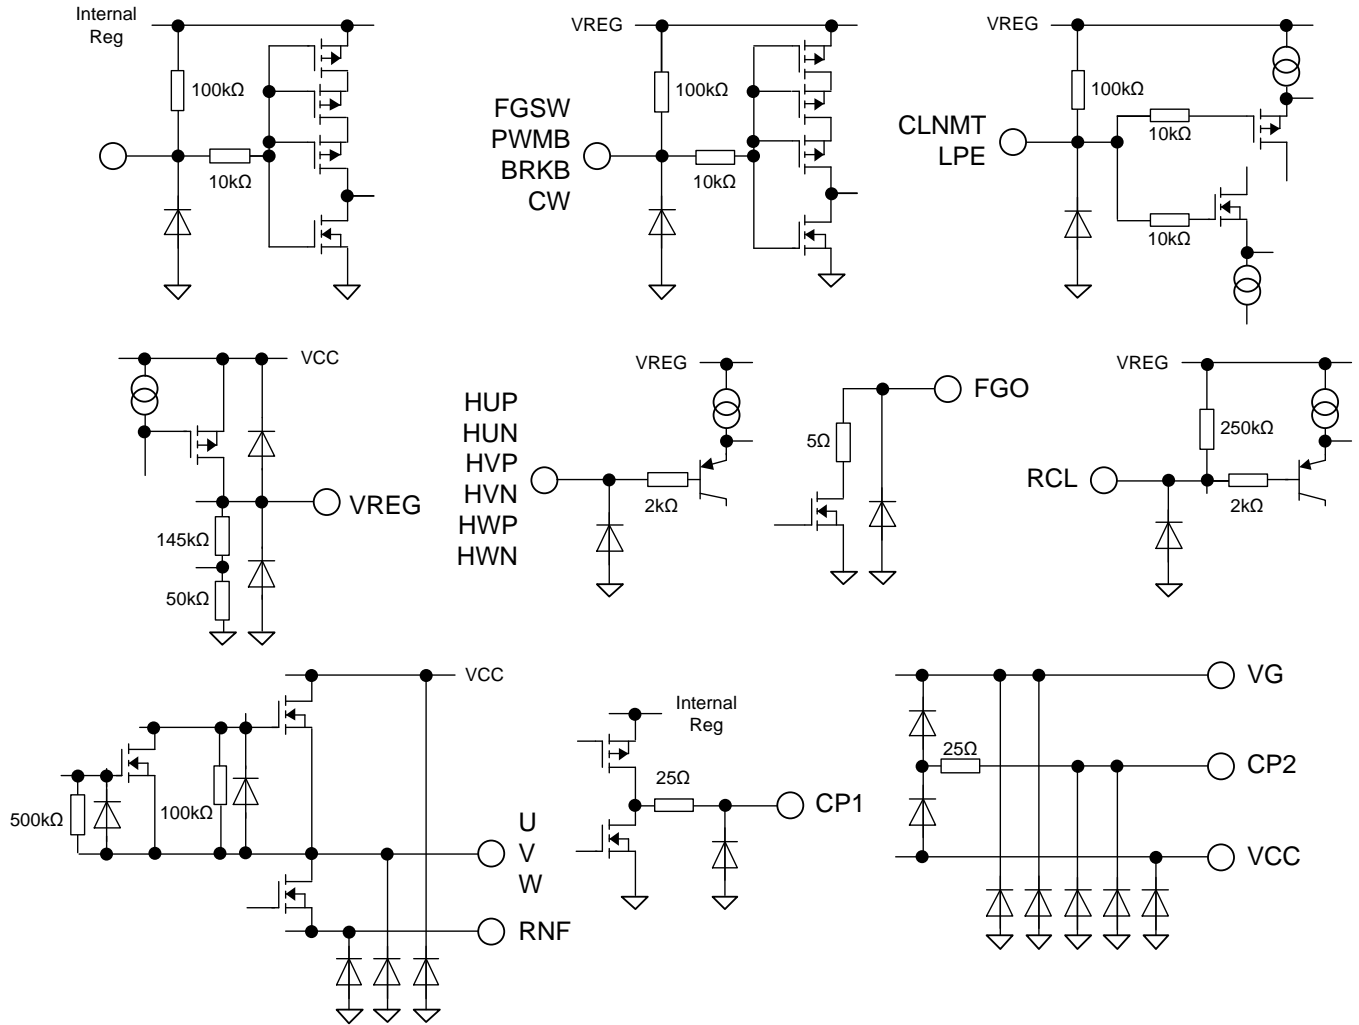 Internal
Reg
100kΩ
10kΩ
VREG
100kΩ
FGSW
PWMB
BRKB
CW
10kΩ
VREG
100kΩ
CLNMT
LPE
10kΩ
10kΩ
VCC
VREG
145kΩ
50kΩ
VREG
HUP
HUN
HVP
HVN
HWP
HWN
2kΩ
FGO
5Ω
VREG
250kΩ
RCL
2kΩ
VCC
500kΩ
100kΩ
U
V
W
RNF
Internal
Reg
25Ω
CP1
VG
25Ω
CP2
VCC